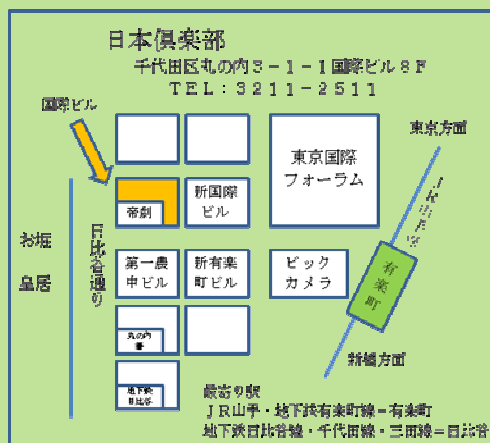 日本倶楽部
千代田区丸の内3-1-1国際ビル8F
TEL:3211-2511
国際ビル
東京方面
東京国際
フォーラム
JR山手線
帝劇
新国際
ビル
お堀
皇居
日比谷通り
第一農
中ビル
新有楽
町ビル
ビック
カメラ
有楽町
丸の内
新橋方面
地下鉄
日比谷
最寄り駅
JR山手・地下鉄有楽町線=有楽町
地下鉄日比谷線・千代田線・三田線=日比谷